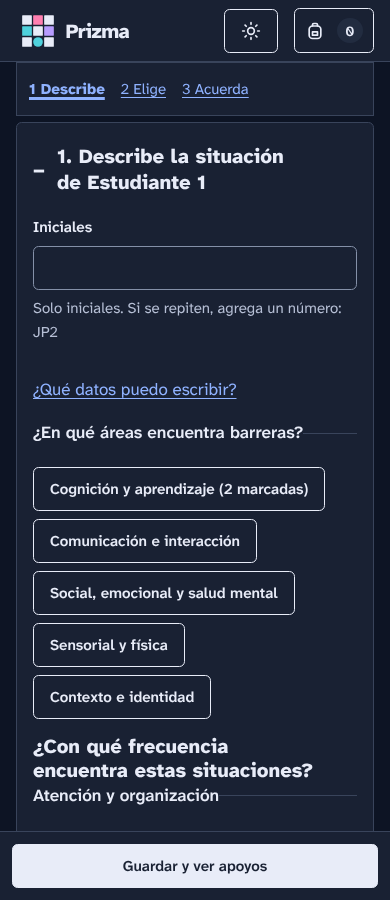 Prizma
0
1 Describe 2 Elige 3 Acuerda
– 1. Describe la situación
de Estudiante 1
Iniciales
Solo iniciales. Si se repiten, agrega un número:
JP2
¿Qué datos puedo escribir?
¿En qué áreas encuentra barreras?
Cognición y aprendizaje (2 marcadas)
Comunicación e interacción
Social, emocional y salud mental
Sensorial y física
Contexto e identidad
¿Con qué frecuencia
encuentra estas situaciones?
Atención y organización
Guardar y ver apoyos